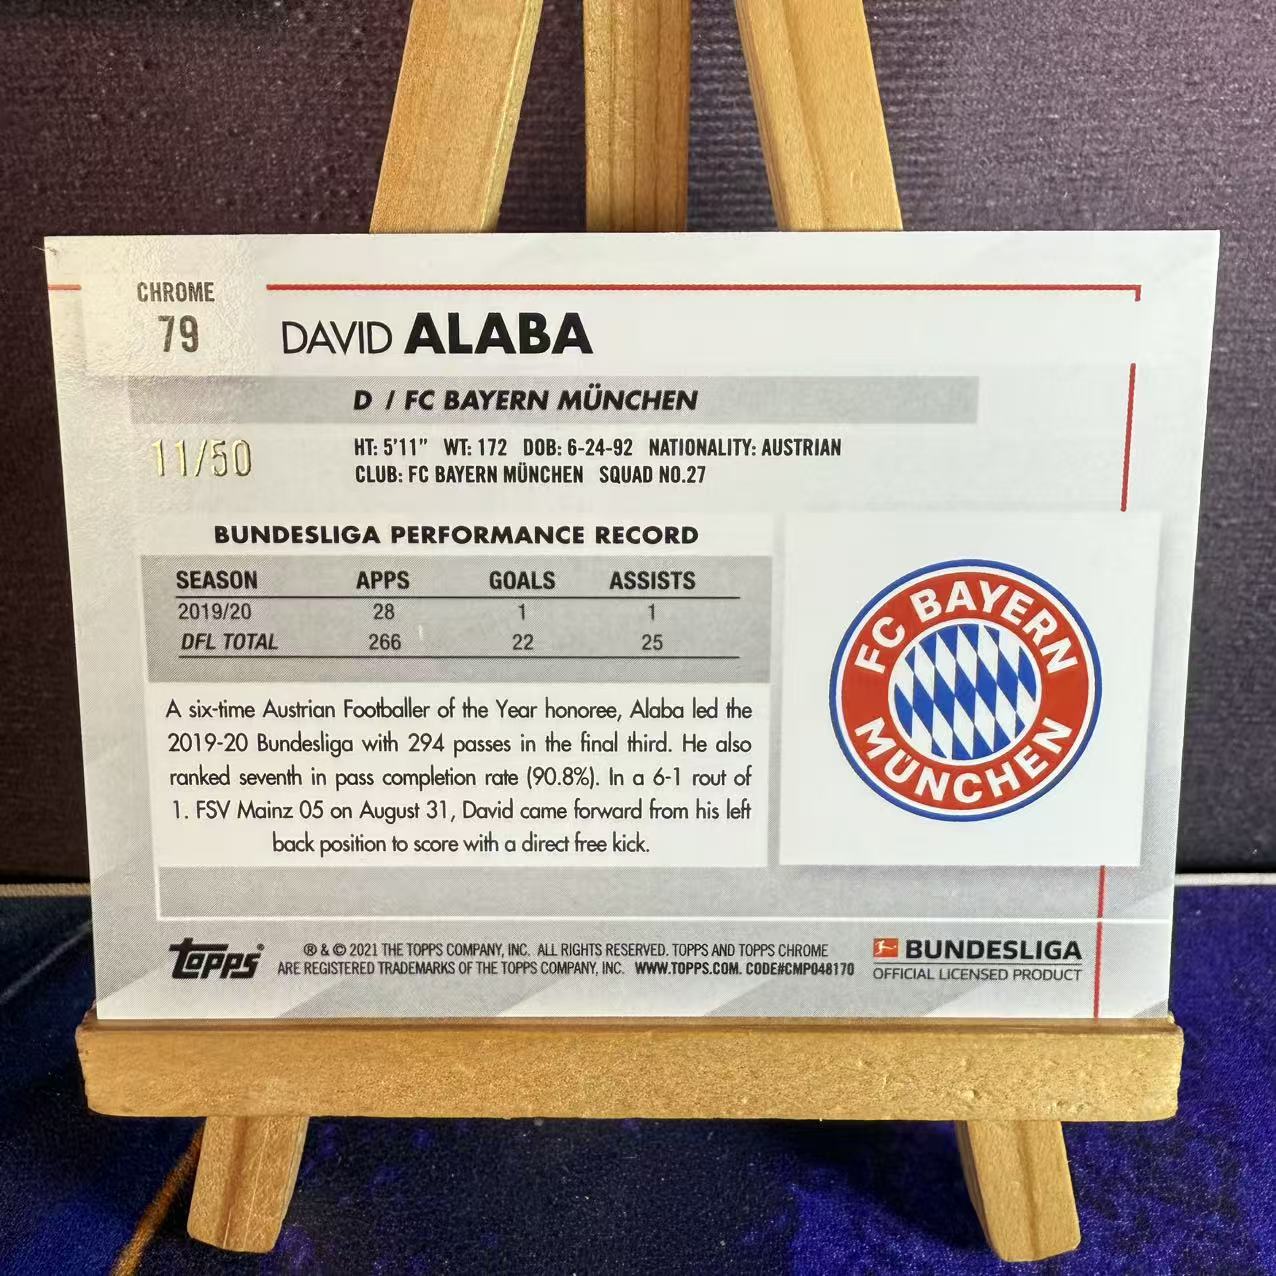 CHROME
79
DAVID ALABA
D / FC BAYERN MÜNCHEN
11/50
HT: 5'11" WT: 172 DOB: 6-24-92 NATIONALITY: AUSTRIAN
CLUB: FC BAYERN MÜNCHEN SQUAD NO.27
BUNDESLIGA PERFORMANCE RECORD
SEASON APPS GOALS ASSISTS
2019/20 28 1 1
DFL TOTAL 266 22 25
A six-time Austrian Footballer of the Year honoree, Alaba led the
2019-20 Bundesliga with 294 passes in the final third. He also
ranked seventh in pass completion rate (90.8%). In a 6-1 rout of
1. FSV Mainz 05 on August 31, David came forward from his left
back position to score with a direct free kick.
FC BAYERN
MÜNCHEN
topps®
® & © 2021 THE TOPPS COMPANY, INC. ALL RIGHTS RESERVED. TOPPS AND TOPPS CHROME
ARE REGISTERED TRADEMARKS OF THE TOPPS COMPANY, INC. WWW.TOPPS.COM. CODE#CMP048170
BUNDESLIGA
OFFICIAL LICENSED PRODUCT